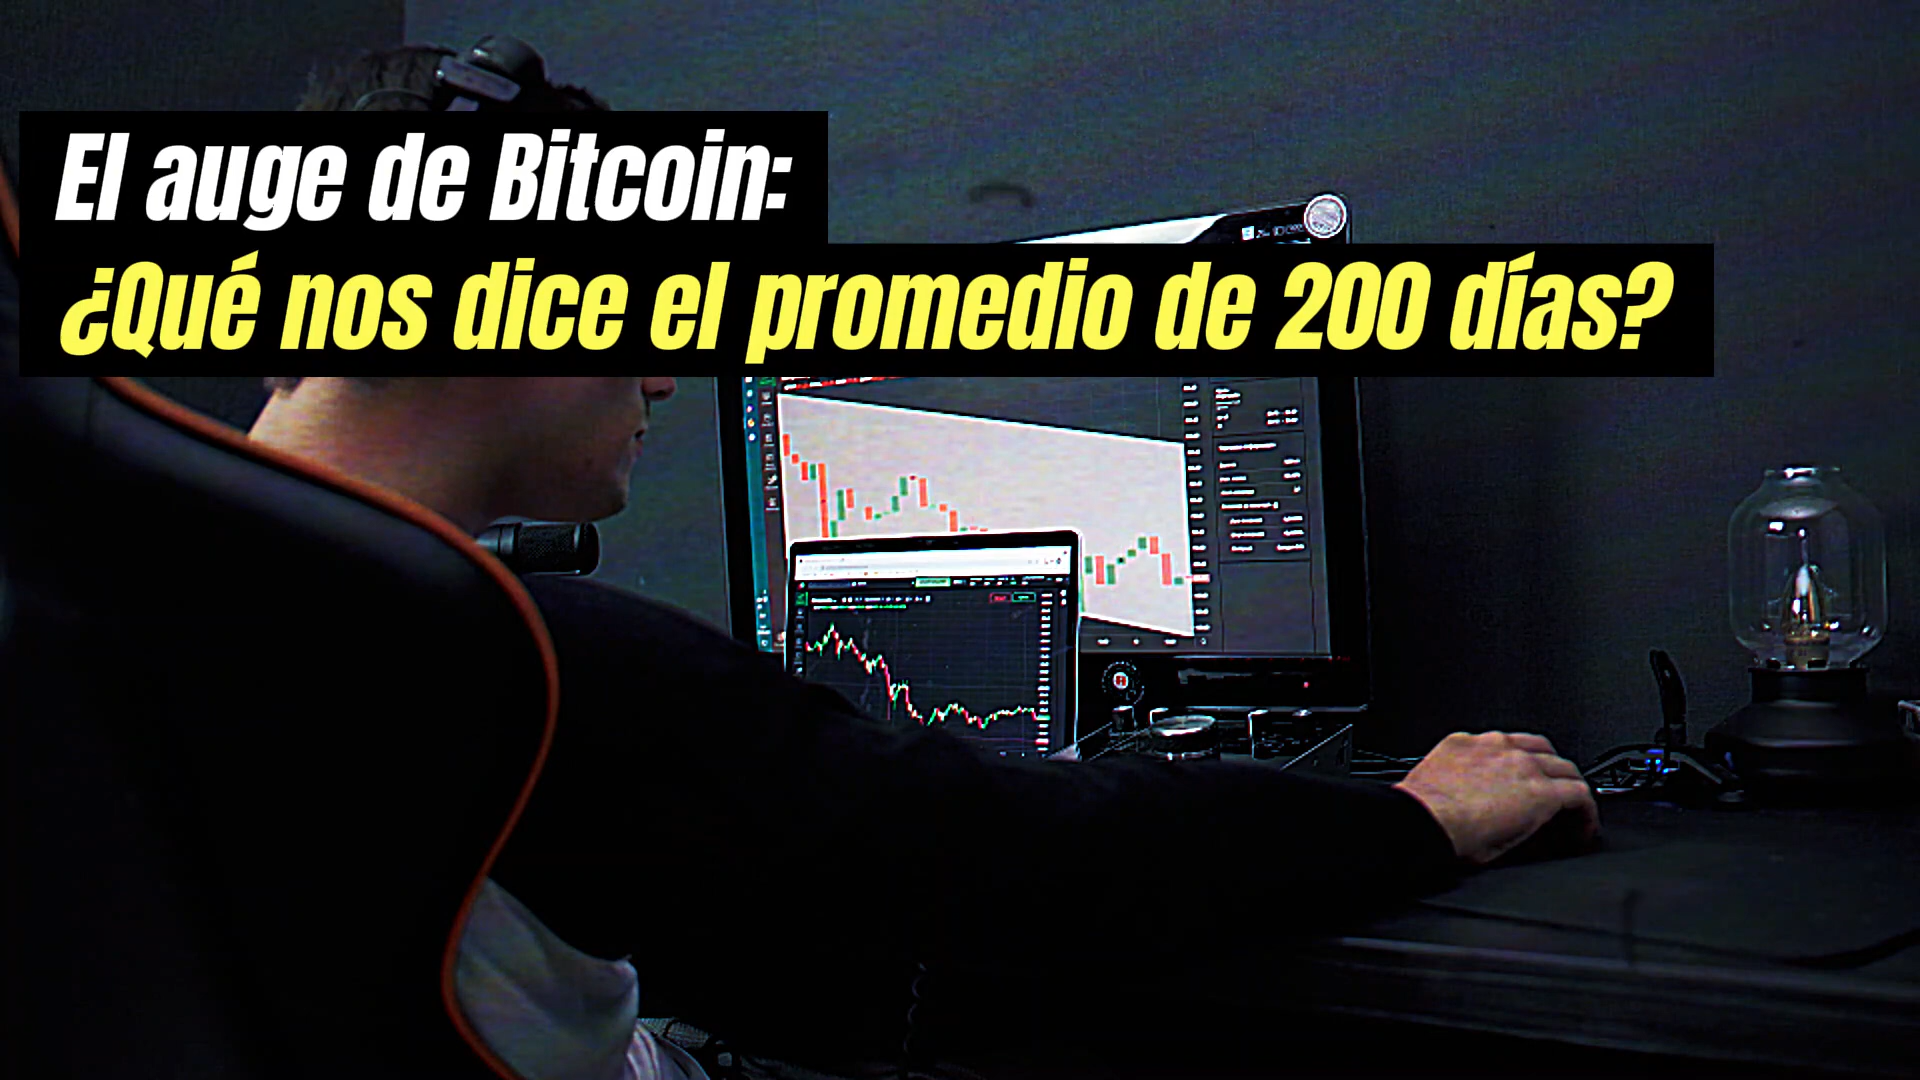 El auge de Bitcoin:
¿Qué nos dice el promedio de 200 días?